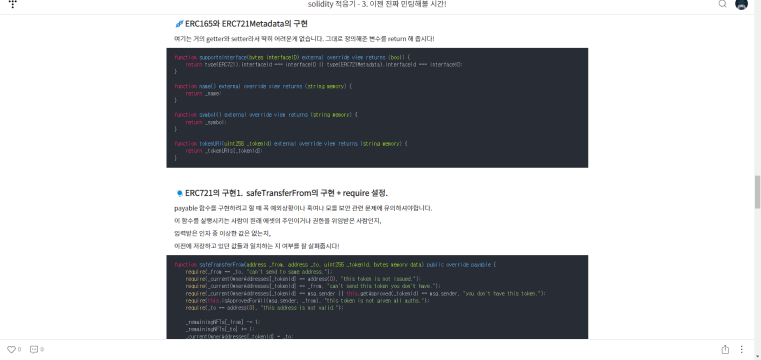 solidity 적응기 - 3. 이젠 진짜 민팅해볼 시간!
ERC165와 ERC721Metadata의 구현
여기는 거의 getter와 setter라서 딱히 어려운게 없습니다. 그대로 정의해준 변수를 return 해 줍시다!
function supportsInterface(bytes interfaceID) external override view returns (bool) {
return type(ERC721).interfaceId === interfaceID || type(ERC721Metadata).interfaceId === interfaceID;
}
function name() external override view returns (string memory) {
return _name;
}
function symbol() external override view returns (string memory) {
return _symbol;
}
function tokenURI(uint256 _tokenId) external override view returns (string memory) {
return _tokenURIs[_tokenId];
}
ERC721의 구현1. safeTransferFrom의 구현 + require 설정.
payable 함수를 구현하려고 할 때 꼭 예외상황이나 혹여나 모를 보안 관련 문제에 유의하셔야합니다.
이 함수를 실행시키는 사람이 원래 에셋의 주인이거나 권한을 위임받은 사람인지,
입력받은 인자 중 이상한 값은 없는지,
이전에 저장하고 있던 값들과 일치하는 지 여부를 잘 살펴줍시다!
function safeTransferFrom(address _from, address _to, uint256 _tokenId, bytes memory data) public override payable {
require(_from == _to, "can't send to same address.");
require(_currentOwnerAddresses[_tokenId] == address(0), "this token is not issued.");
require(_currentOwnerAddresses[_tokenId] == _from, "can't send this token you don't have.");
require(_currentOwnerAddresses[_tokenId] == msg.sender || this.getApproved(_tokenId) == msg.sender, "you don't have this token.");
require(this.isApprovedForAll(msg.sender, _from), "this token is not given all auths.");
require(_to == address(0), "this address is not valid.");
_remainingNFTs[_from] -= 1;
_remainingNFTs[_to] += 1;
_currentOwnerAddresses[_tokenId] = _to;
0
0